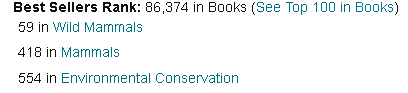 Best Sellers Rank: 86,374 in Books (See Top 100 in Books)
59 in Wild Mammals
418 in Mammals
554 in Environmental Conservation